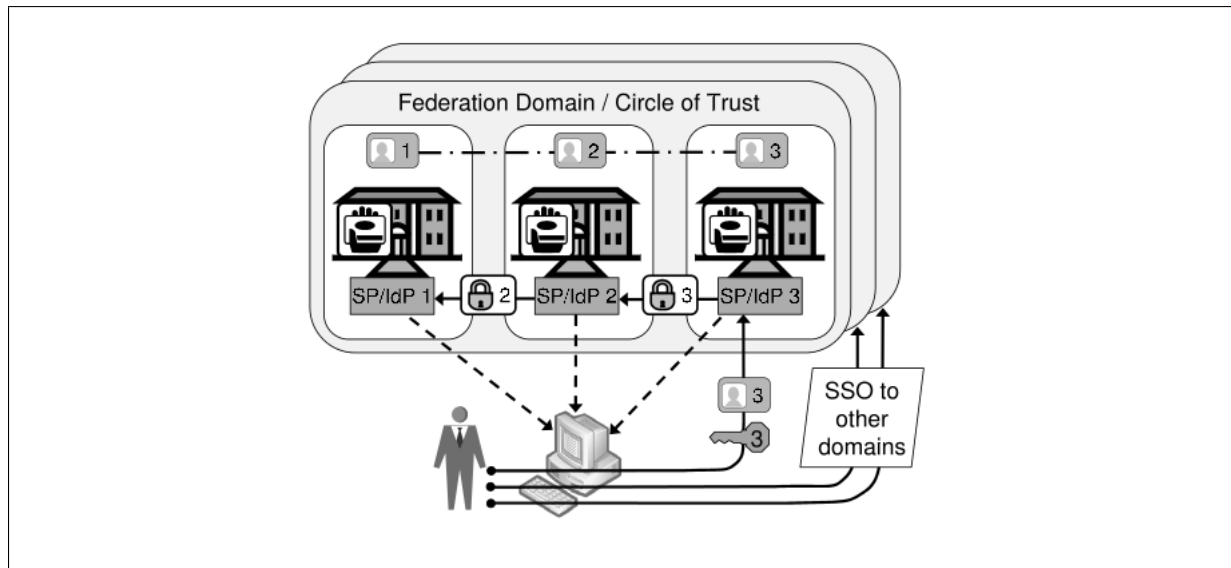 Federation Domain / Circle of Trust
1
2
3
SP/IdP 1
2
SP/IdP 2
3
SP/IdP 3
3
3
SSO to
other
domains